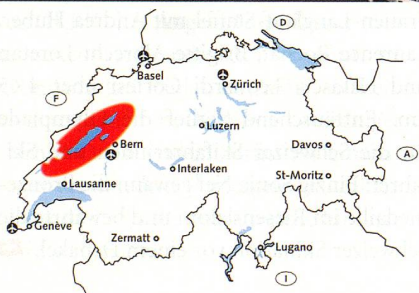 D
Basel
Zürich
F
Luzern
Bern
Davos
A
Interlaken
St-Moritz
Lausanne
Genève
Zermatt
Lugano
I